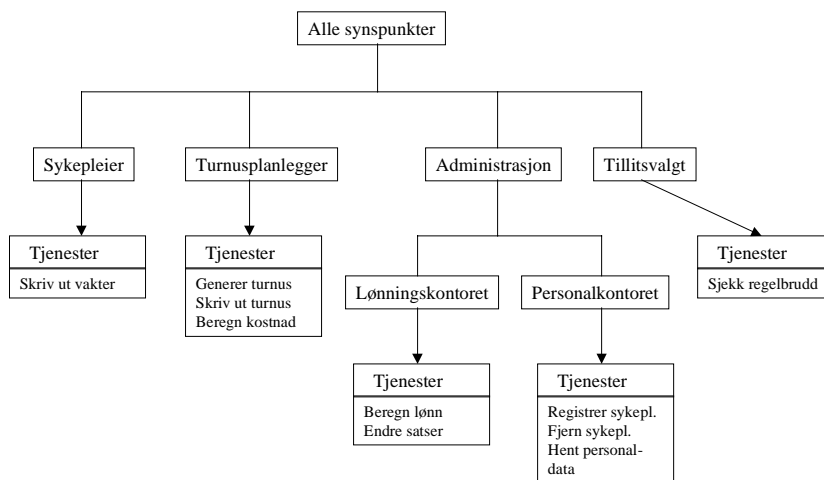 Alle synspunkter
Sykepleier
Turnusplanlegger
Administrasjon
Tillitsvalgt
Tjenester
Skriv ut vakter
Tjenester
Generer turnus
Skriv ut turnus
Beregn kostnad
Lønningskontoret
Personalkontoret
Tjenester
Sjekk regelbrudd
Tjenester
Beregn lønn
Endre satser
Tjenester
Registrer sykepl.
Fjern sykepl.
Hent personal-
data